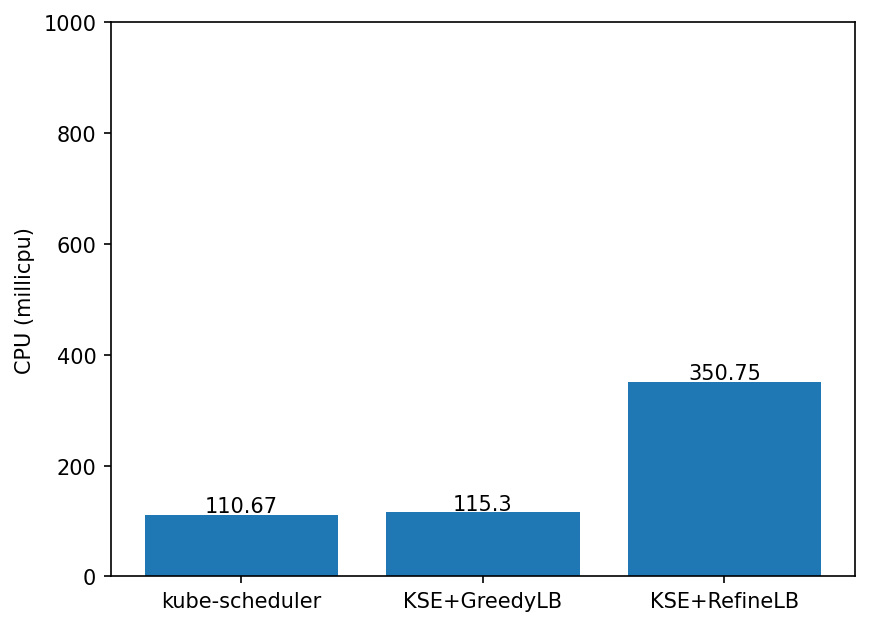 1000
800
600
400
200
0
CPU (millicpu)
110.67
115.3
350.75
kube-scheduler
KSE+GreedyLB
KSE+RefineLB